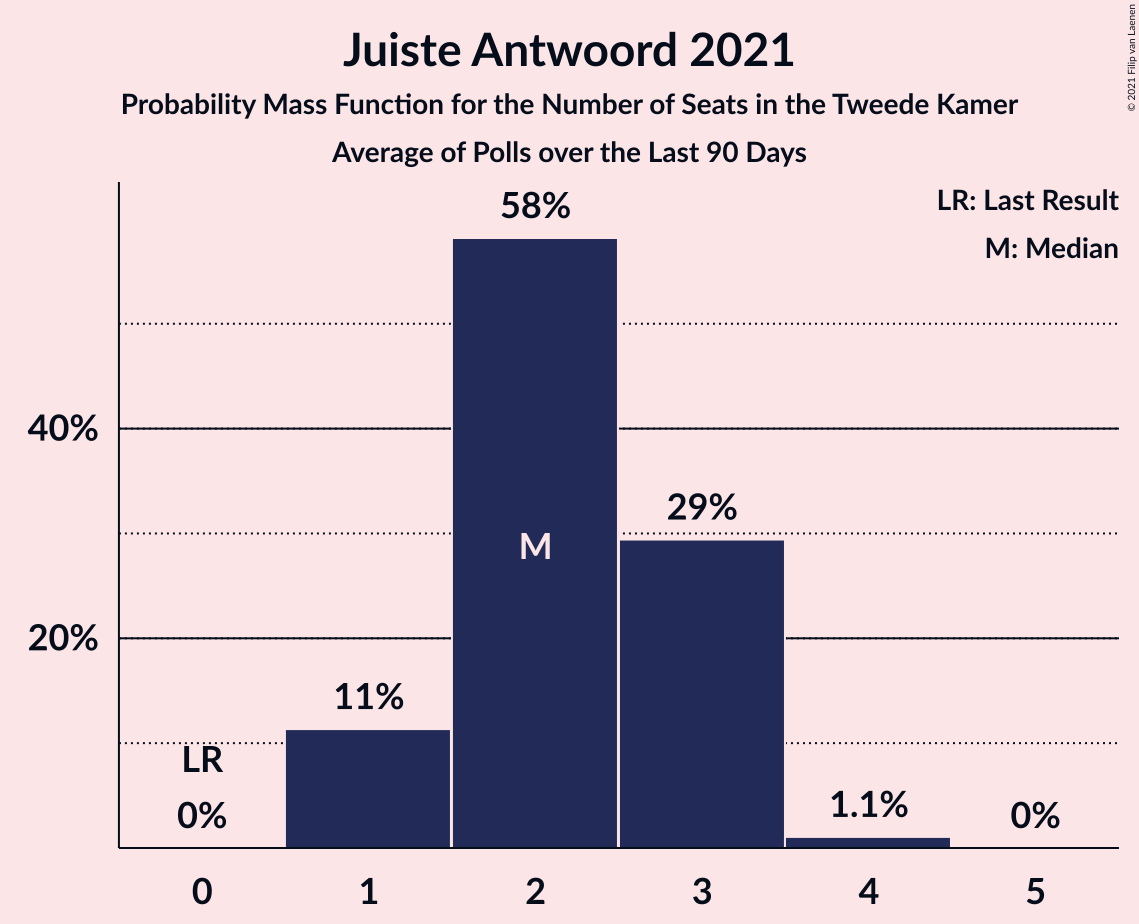 Juiste Antwoord 2021
Probability Mass Function for the Number of Seats in the Tweede Kamer
Average of Polls over the Last 90 Days
© 2021 Filip van Laenen
LR: Last Result
M: Median
58%
40%
29%
M
20%
11%
LR
0%
1.1%
0%
0 1 2 3 4 5